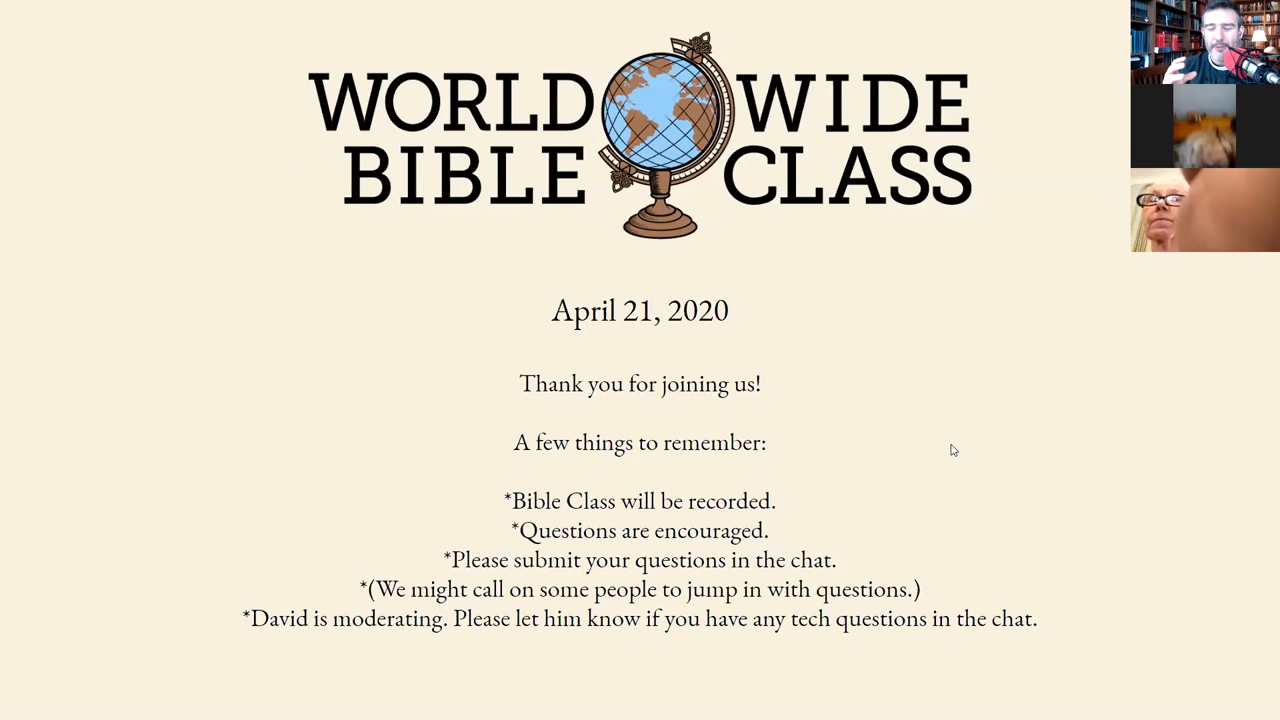 WORLD WIDE
BIBLE CLASS
April 21, 2020
Thank you for joining us!
A few things to remember:
*Bible Class will be recorded.
*Questions are encouraged.
*Please submit your questions in the chat.
*(We might call on some people to jump in with questions.)
*David is moderating. Please let him know if you have any tech questions in the chat.